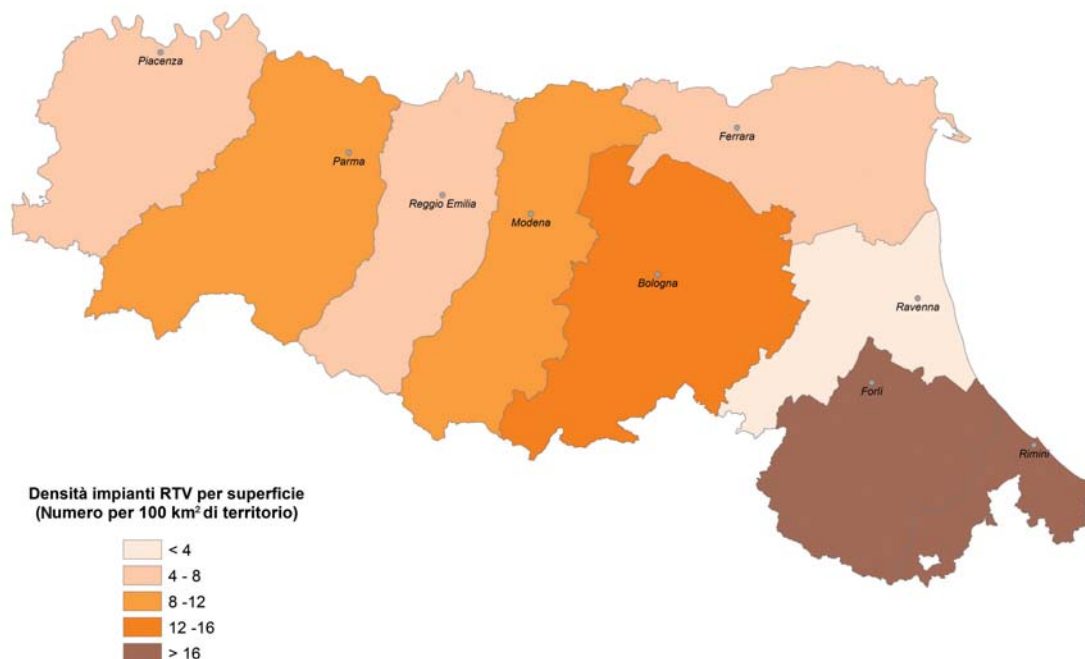 Piacenza
Ferrara
Parma
Reggio Emilia
Modena
Bologna
Ravenna
Forlì
Rimini
Densità impianti RTV per superficie
(Numero per 100 km² di territorio)
< 4
4 - 8
8 -12
12 -16
> 16